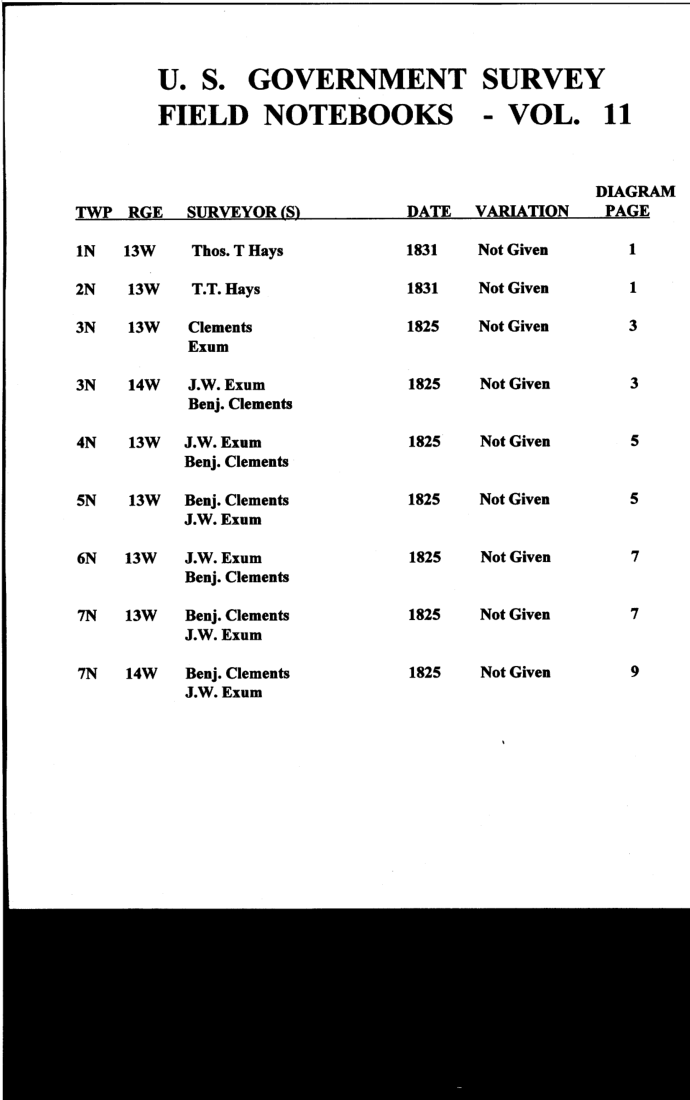 U. S. GOVERNMENT SURVEY
FIELD NOTEBOOKS - VOL. 11
DIAGRAM
TWP RGE SURVEYOR (S) DATE VARIATION PAGE
1N 13W Thos. T Hays 1831 Not Given 1
2N 13W T.T. Hays 1831 Not Given 1
3N 13W Clements 1825 Not Given 3
Exum
3N 14W J.W. Exum 1825 Not Given 3
Benj. Clements
4N 13W J.W. Exum 1825 Not Given 5
Benj. Clements
5N 13W Benj. Clements 1825 Not Given 5
J.W. Exum
6N 13W J.W. Exum 1825 Not Given 7
Benj. Clements
7N 13W Benj. Clements 1825 Not Given 7
J.W. Exum
7N 14W Benj. Clements 1825 Not Given 9
J.W. Exum